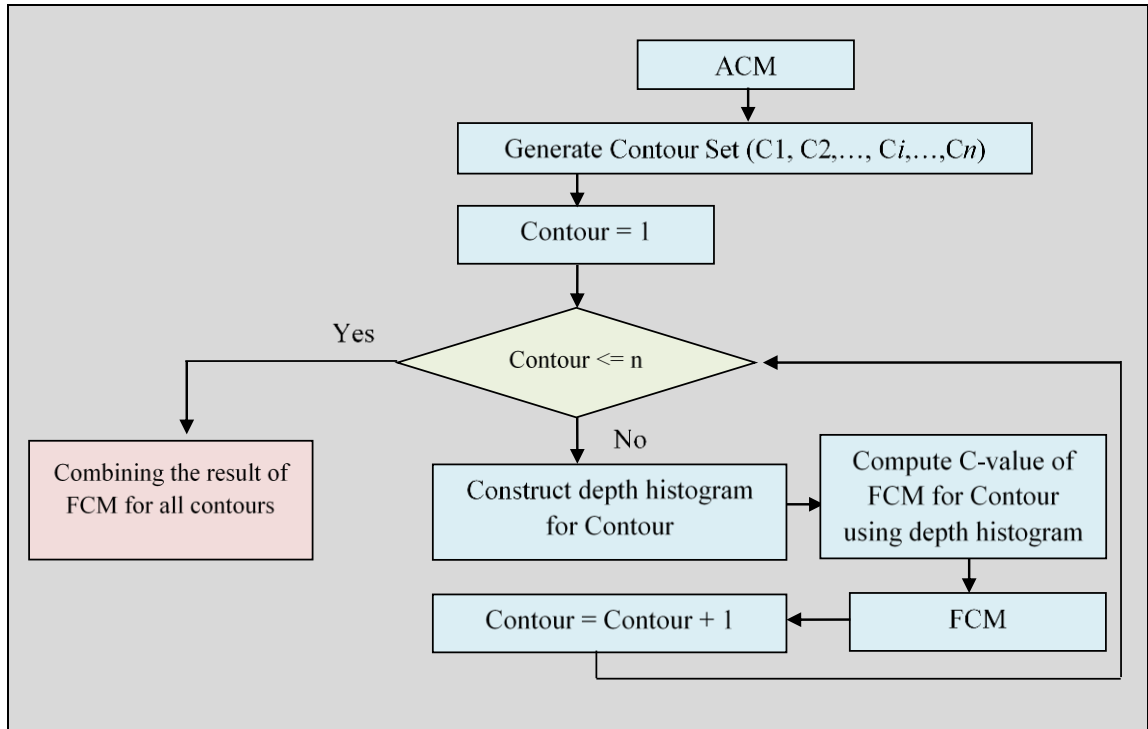 ACM
Generate Contour Set (C1, C2,…, Ci,…,Cn)
Contour = 1
Yes
Contour <= n
No
Combining the result of
FCM for all contours
Construct depth histogram
for Contour
Compute C-value of
FCM for Contour
using depth histogram
Contour = Contour + 1
FCM